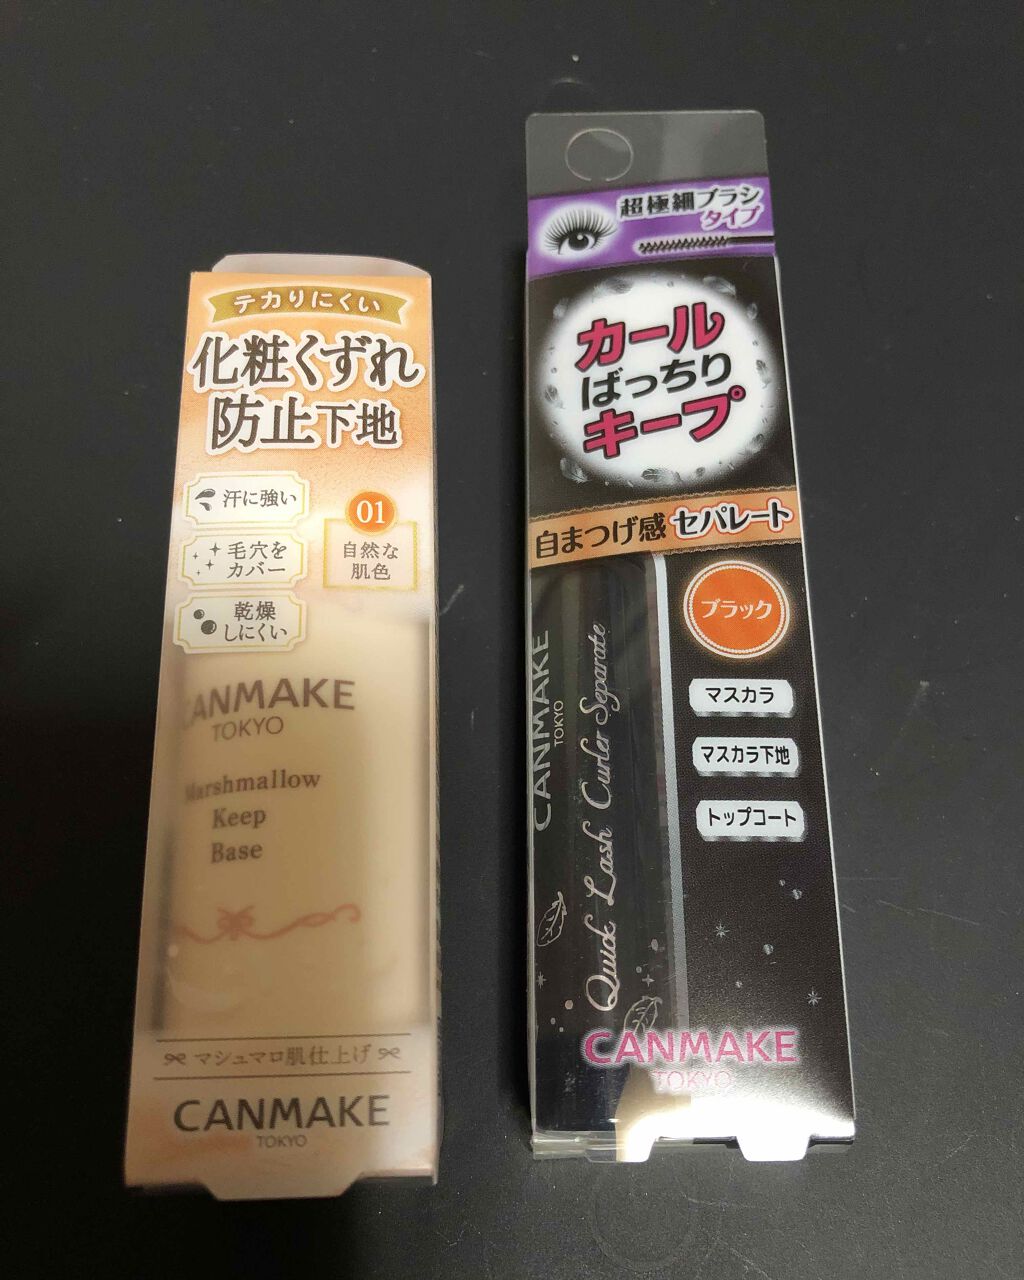 テカりにくい
化粧くずれ
防止下地
汗に強い
毛穴を
カバー
乾燥
しにくい
01
自然な
肌色
CANMAKE
TOKYO
Marshmallow
Keep
Base
マシュマロ肌仕上げ
CANMAKE
TOKYO
超極細ブラシ
タイプ
カール
ばっちり
キープ
自まつげ感 セパレート
ブラック
マスカラ
マスカラ下地
トップコート
CANMAKE
TOKYO
Quick Lash Curler Separate
CANMAKE
TOKYO